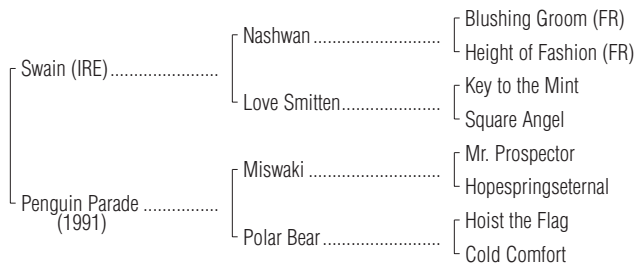 Blushing Groom (FR)
Nashwan ............................
Height of Fashion (FR)
Swain (IRE) ........................
Key to the Mint
Love Smitten ......................
Square Angel
Mr. Prospector
Miswaki .............................
Hopespringseternal
Penguin Parade ................
(1991)
Hoist the Flag
Polar Bear ..........................
Cold Comfort